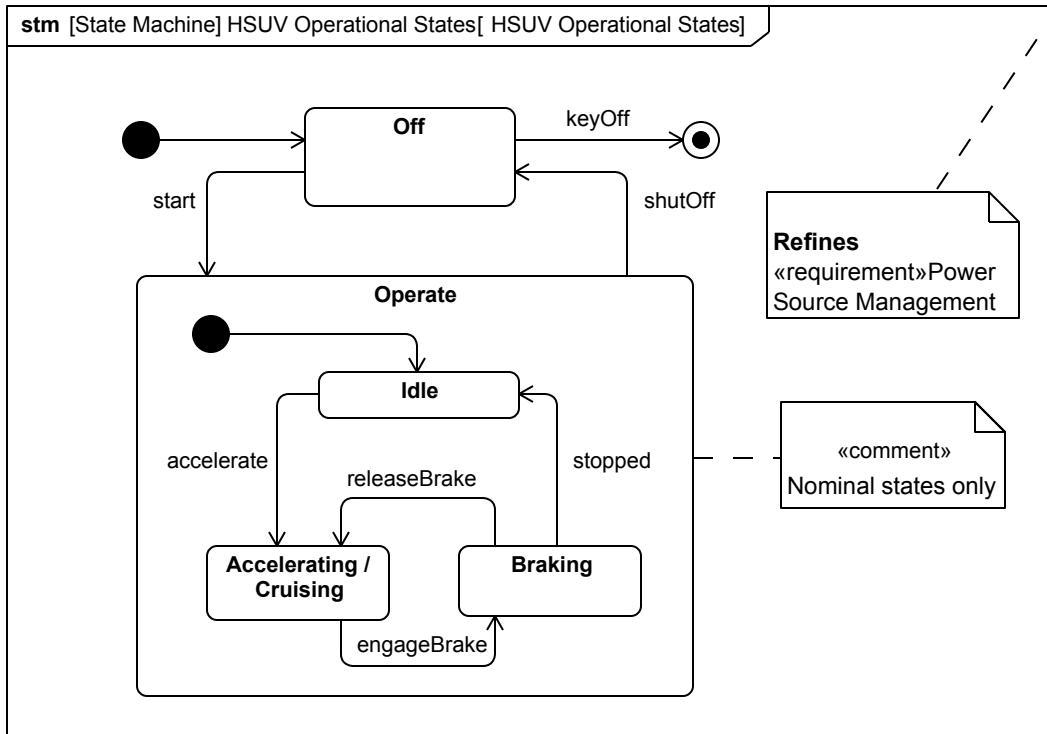 stm [State Machine] HSUV Operational States[ HSUV Operational States]
Off
keyOff
start
shutOff
Refines
«requirement»Power
Source Management
Operate
Idle
accelerate
stopped
«comment»
Nominal states only
releaseBrake
Accelerating /
Cruising
Braking
engageBrake